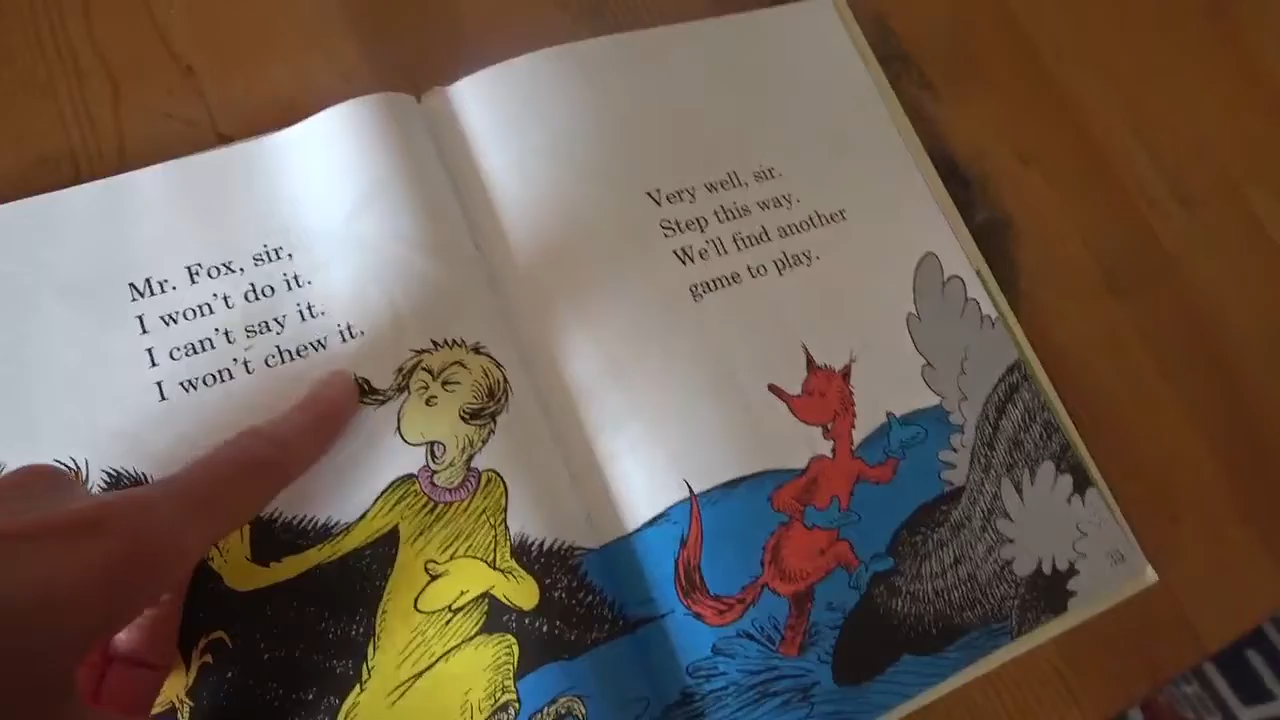 Mr. Fox, sir,
I won't do it.
I can't say it.
I won't chew it.
Very well, sir.
Step this way.
We'll find another
game to play.